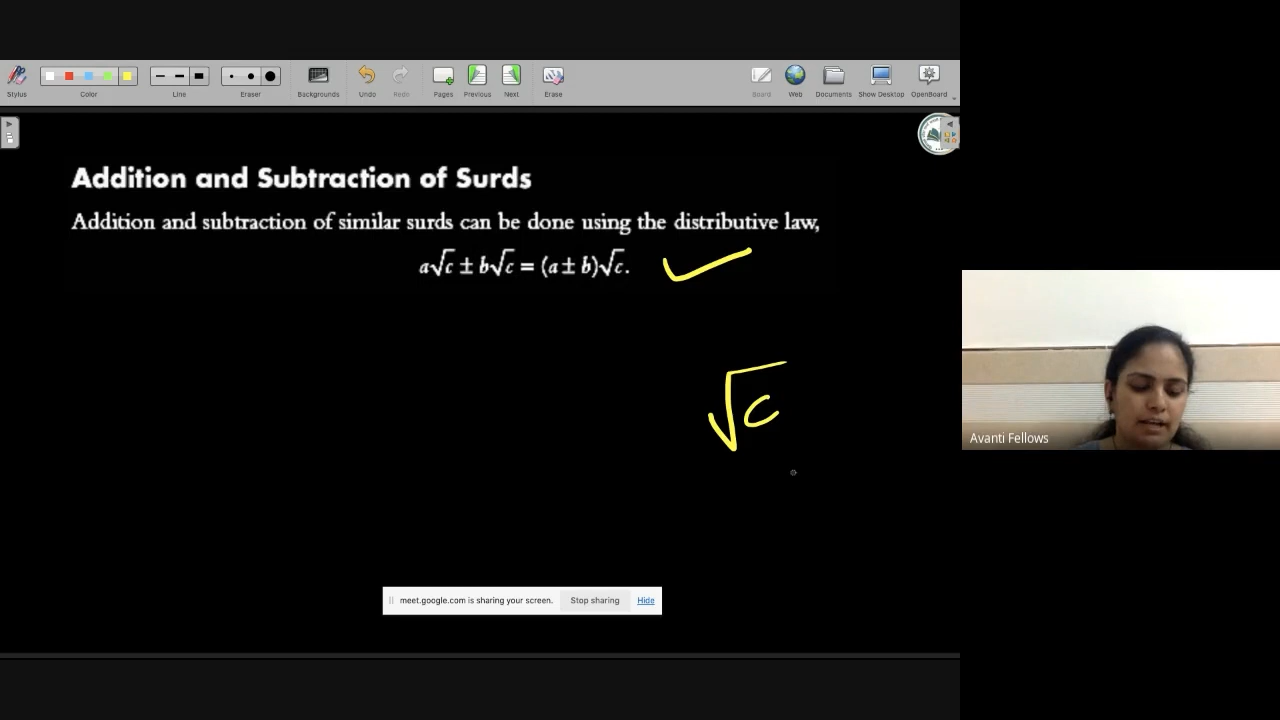 Stylus Color Line Eraser Backgrounds Undo Redo Pages Previous Next Erase Board Web Documents Show Desktop OpenBoard
Addition and Subtraction of Surds
Addition and subtraction of similar surds can be done using the distributive law,
a√c ± b√c = (a ± b)√c.
√c
Avanti Fellows
meet.google.com is sharing your screen. Stop sharing Hide